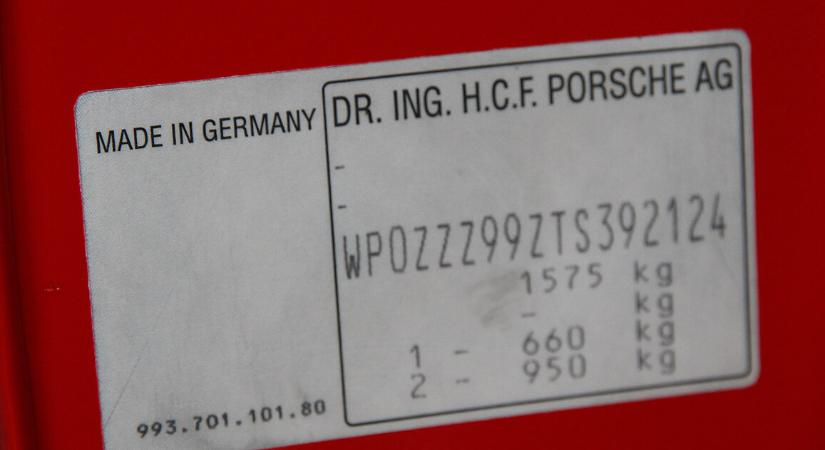 MADE IN GERMANY
DR. ING. H.C.F. PORSCHE AG
-
-
WP0ZZZ99ZTS392124
1575 kg
- kg
1 - 660 kg
2 - 950 kg
993.701.101.80